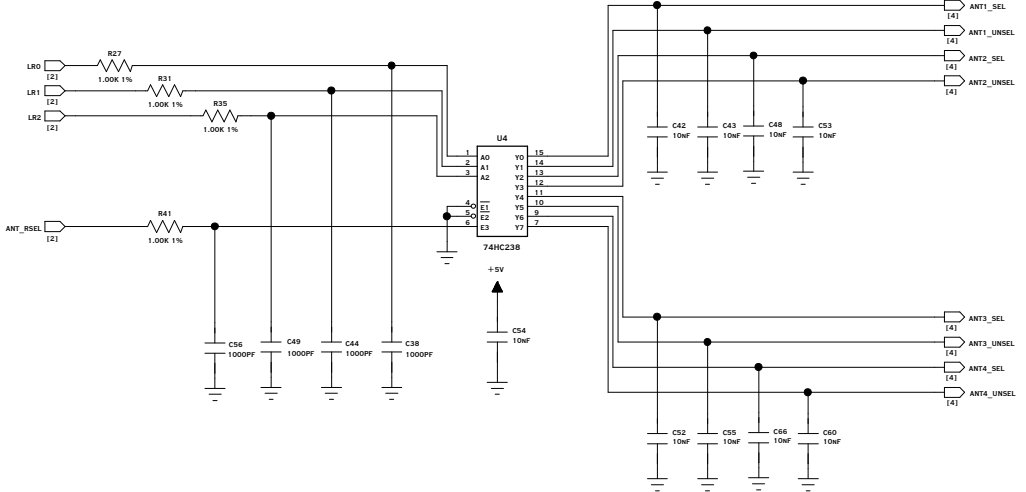 ANT1_SEL
[4]
ANT1_UNSEL
[4]
ANT2_SEL
[4]
ANT2_UNSEL
[4]
R27
LR0
1.00K 1%
[2]
R31
LR1
1.00K 1%
[2]
R35
LR2
1.00K 1%
[2]
C42
10NF
C43
10NF
C48
10NF
C53
10NF
U4
1 A0 Y0 15
2 A1 Y1 14
3 A2 Y2 13
Y3 12
Y4 11
4 E1 Y5 10
5 E2 Y6 9
6 E3 Y7 7
74HC238
R41
ANT_RSEL
1.00K 1%
[2]
+5V
C54
10NF
C56
1000PF
C49
1000PF
C44
1000PF
C38
1000PF
ANT3_SEL
[4]
ANT3_UNSEL
[4]
ANT4_SEL
[4]
ANT4_UNSEL
[4]
C52
10NF
C55
10NF
C66
10NF
C60
10NF